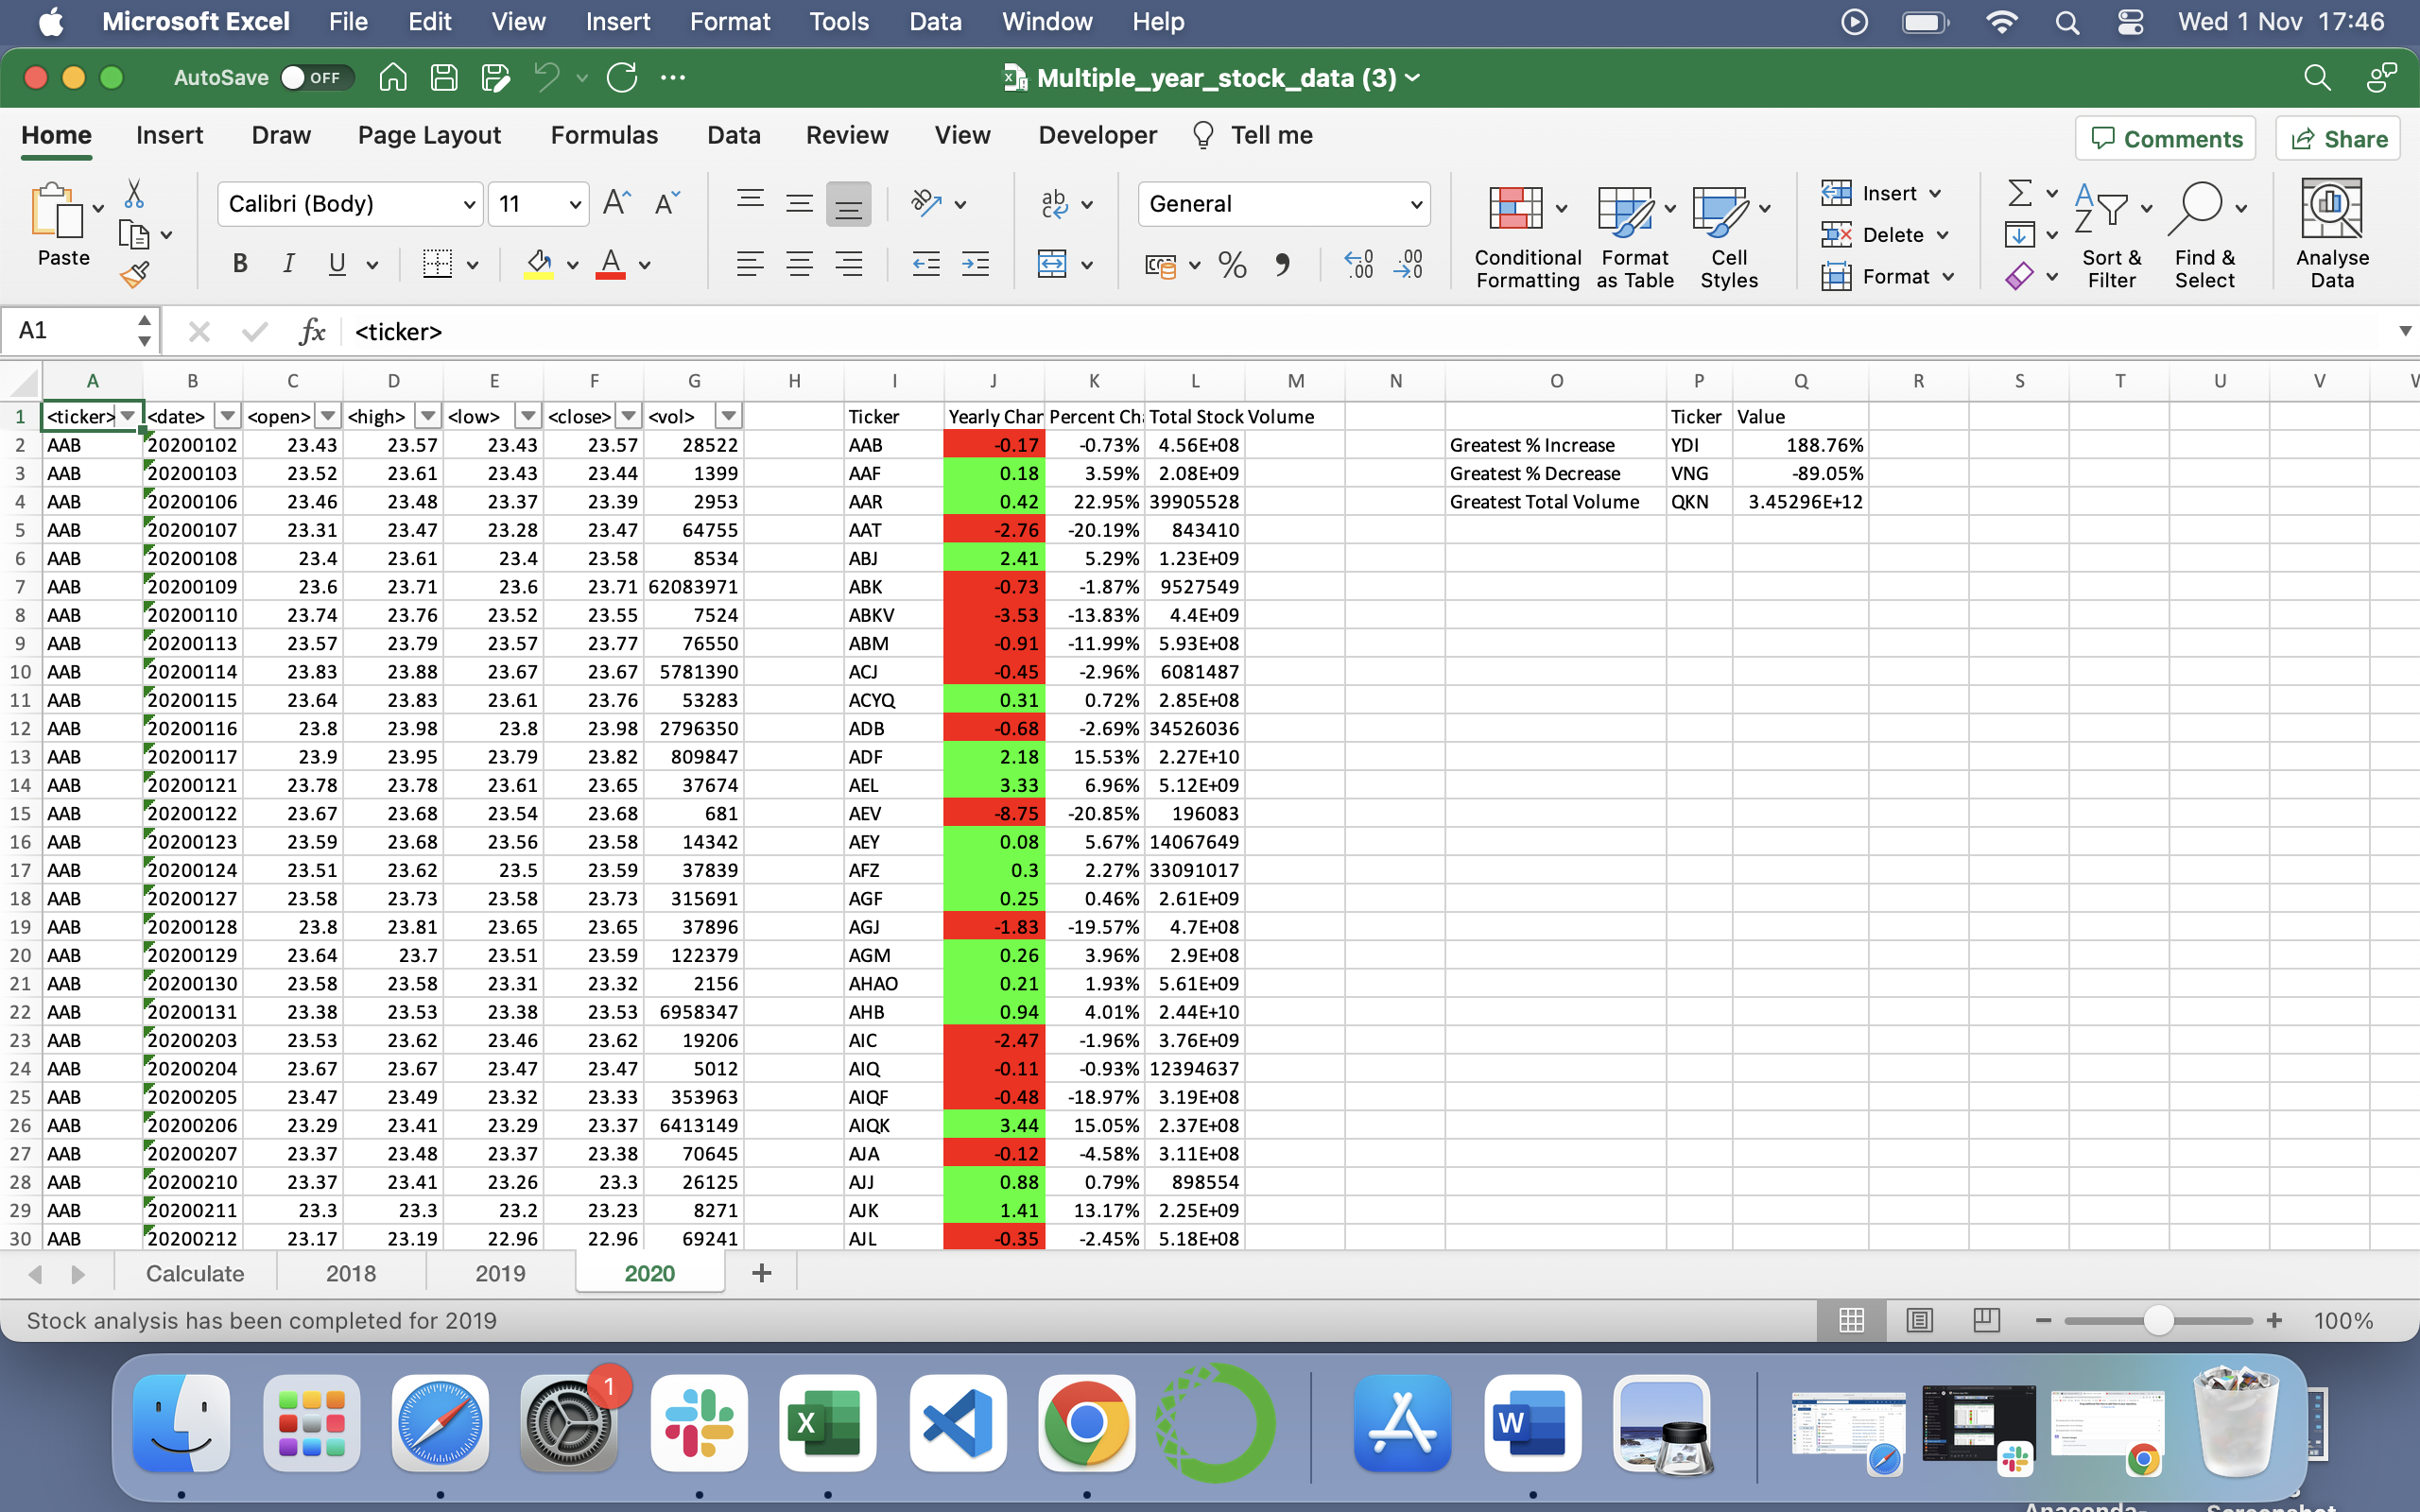 Microsoft Excel File Edit View Insert Format Tools Data Window Help Wed 1 Nov 17:46
AutoSave OFF Multiple_year_stock_data (3)
Home Insert Draw Page Layout Formulas Data Review View Developer Tell me Comments Share
Paste Calibri (Body) 11 General Conditional Formatting Format as Table Cell Styles Insert Delete Format Sort & Filter Find & Select Analyse Data
A1 fx <ticker>
A B C D E F G H I J K L M N O P Q R S T U V
1 <ticker> <date> <open> <high> <low> <close> <vol> Ticker Yearly Char Percent Ch Total Stock Volume Ticker Value
2 AAB 20200102 23.43 23.57 23.43 23.57 28522 AAB -0.17 -0.73% 4.56E+08 Greatest % Increase YDI 188.76%
3 AAB 20200103 23.52 23.61 23.43 23.44 1399 AAF 0.18 3.59% 2.08E+09 Greatest % Decrease VNG -89.05%
4 AAB 20200106 23.46 23.48 23.37 23.39 2953 AAR 0.42 22.95% 39905528 Greatest Total Volume QKN 3.45296E+12
5 AAB 20200107 23.31 23.47 23.28 23.47 64755 AAT -2.76 -20.19% 843410
6 AAB 20200108 23.4 23.61 23.4 23.58 8534 ABJ 2.41 5.29% 1.23E+09
7 AAB 20200109 23.6 23.71 23.6 23.71 62083971 ABK -0.73 -1.87% 9527549
8 AAB 20200110 23.74 23.76 23.52 23.55 7524 ABKV -3.53 -13.83% 4.4E+09
9 AAB 20200113 23.57 23.79 23.57 23.77 76550 ABM -0.91 -11.99% 5.93E+08
10 AAB 20200114 23.83 23.88 23.67 23.67 5781390 ACJ -0.45 -2.96% 6081487
11 AAB 20200115 23.64 23.83 23.61 23.76 53283 ACYQ 0.31 0.72% 2.85E+08
12 AAB 20200116 23.8 23.98 23.8 23.98 2796350 ADB -0.68 -2.69% 34526036
13 AAB 20200117 23.9 23.95 23.79 23.82 809847 ADF 2.18 15.53% 2.27E+10
14 AAB 20200121 23.78 23.78 23.61 23.65 37674 AEL 3.33 6.96% 5.12E+09
15 AAB 20200122 23.67 23.68 23.54 23.68 681 AEV -8.75 -20.85% 196083
16 AAB 20200123 23.59 23.68 23.56 23.58 14342 AEY 0.08 5.67% 14067649
17 AAB 20200124 23.51 23.62 23.5 23.59 37839 AFZ 0.3 2.27% 33091017
18 AAB 20200127 23.58 23.73 23.58 23.73 315691 AGF 0.25 0.46% 2.61E+09
19 AAB 20200128 23.8 23.81 23.65 23.65 37896 AGJ -1.83 -19.57% 4.7E+08
20 AAB 20200129 23.64 23.7 23.51 23.59 122379 AGM 0.26 3.96% 2.9E+08
21 AAB 20200130 23.58 23.58 23.31 23.32 2156 AHAO 0.21 1.93% 5.61E+09
22 AAB 20200131 23.38 23.53 23.38 23.53 6958347 AHB 0.94 4.01% 2.44E+10
23 AAB 20200203 23.53 23.62 23.46 23.62 19206 AIC -2.47 -1.96% 3.76E+09
24 AAB 20200204 23.67 23.67 23.47 23.47 5012 AIQ -0.11 -0.93% 12394637
25 AAB 20200205 23.47 23.49 23.32 23.33 353963 AIQF -0.48 -18.97% 3.19E+08
26 AAB 20200206 23.29 23.41 23.29 23.37 6413149 AIQK 3.44 15.05% 2.37E+08
27 AAB 20200207 23.37 23.48 23.37 23.38 70645 AJA -0.12 -4.58% 3.11E+08
28 AAB 20200210 23.37 23.41 23.26 23.3 26125 AJJ 0.88 0.79% 898554
29 AAB 20200211 23.3 23.3 23.2 23.23 8271 AJK 1.41 13.17% 2.25E+09
30 AAB 20200212 23.17 23.19 22.96 22.96 69241 AJL -0.35 -2.45% 5.18E+08
Calculate 2018 2019 2020 +
Stock analysis has been completed for 2019 100%
1